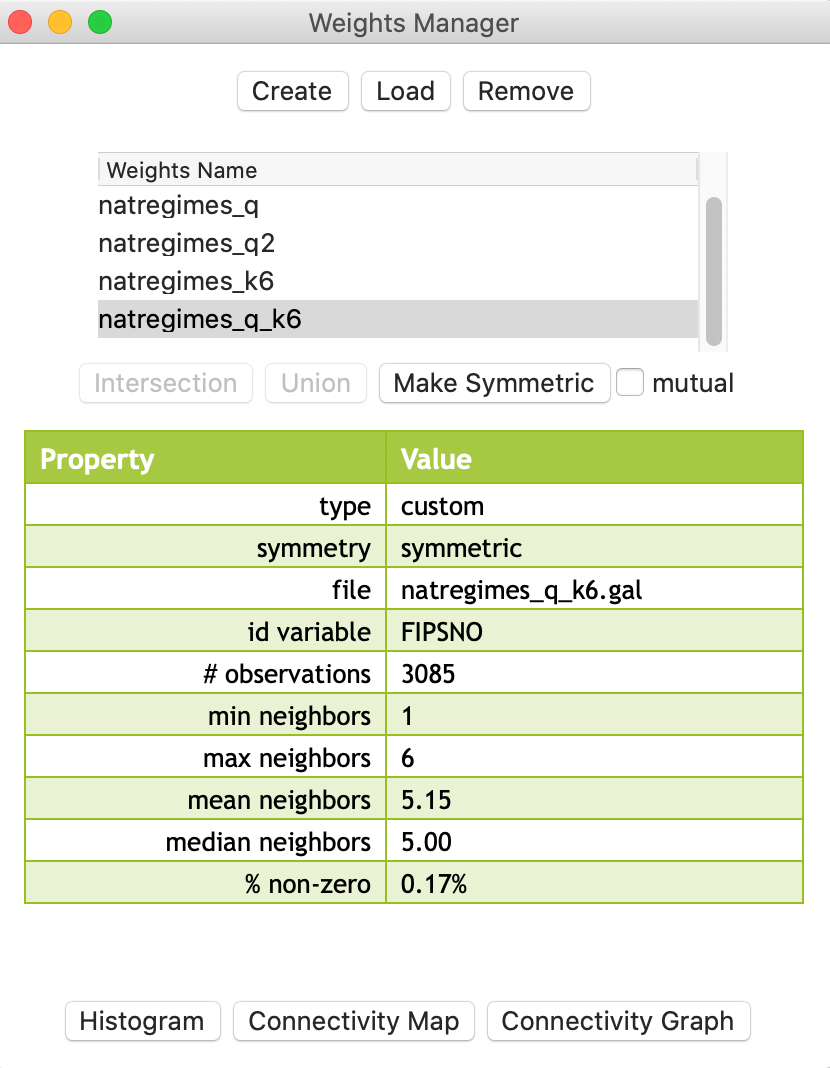 Weights Manager
Create Load Remove
Weights Name
natregimes_q
natregimes_q2
natregimes_k6
natregimes_q_k6
Intersection Union Make Symmetric mutual
Property Value
type custom
symmetry symmetric
file natregimes_q_k6.gal
id variable FIPSNO
# observations 3085
min neighbors 1
max neighbors 6
mean neighbors 5.15
median neighbors 5.00
% non-zero 0.17%
Histogram Connectivity Map Connectivity Graph